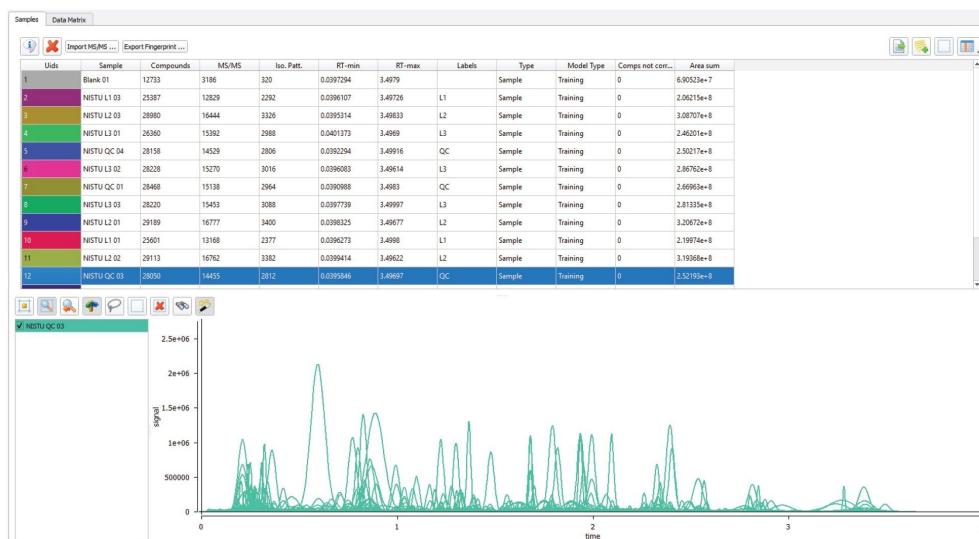 Samples Data Matrix
Import MS/MS ... Export Fingerprint ...
Uids Sample Compounds MS/MS Iso. Patt. RT-min RT-max Labels Type Model Type Comps not corr... Area sum
1 Blank 01 12733 3186 320 0.0397294 3.4979 Sample Training 0 6.90523e+7
2 NISTU L1 03 25387 12829 2292 0.0396107 3.49726 L1 Sample Training 0 2.06215e+8
3 NISTU L2 03 28980 16444 3326 0.0395314 3.49833 L2 Sample Training 0 3.08707e+8
4 NISTU L3 01 26360 15392 2988 0.0401373 3.4969 L3 Sample Training 0 2.46201e+8
5 NISTU QC 04 28158 14529 2806 0.0392294 3.49916 QC Sample Training 0 2.50217e+8
6 NISTU L3 02 28228 15270 3016 0.0396083 3.49614 L3 Sample Training 0 2.86762e+8
7 NISTU QC 01 28468 15138 2964 0.0390988 3.4983 QC Sample Training 0 2.66963e+8
8 NISTU L3 03 28220 15453 3088 0.0397739 3.49997 L3 Sample Training 0 2.81335e+8
9 NISTU L2 01 29189 16777 3400 0.0398325 3.49677 L2 Sample Training 0 3.20672e+8
10 NISTU L1 01 25601 13168 2377 0.0396273 3.4998 L1 Sample Training 0 2.19974e+8
11 NISTU L2 02 29113 16762 3382 0.0399414 3.49622 L2 Sample Training 0 3.19368e+8
12 NISTU QC 03 28050 14455 2812 0.0395846 3.49697 QC Sample Training 0 2.52193e+8
NISTU QC 03
2.5e+06
2e+06
1.5e+06
1e+06
500000
0
signal
0 1 2 3
time